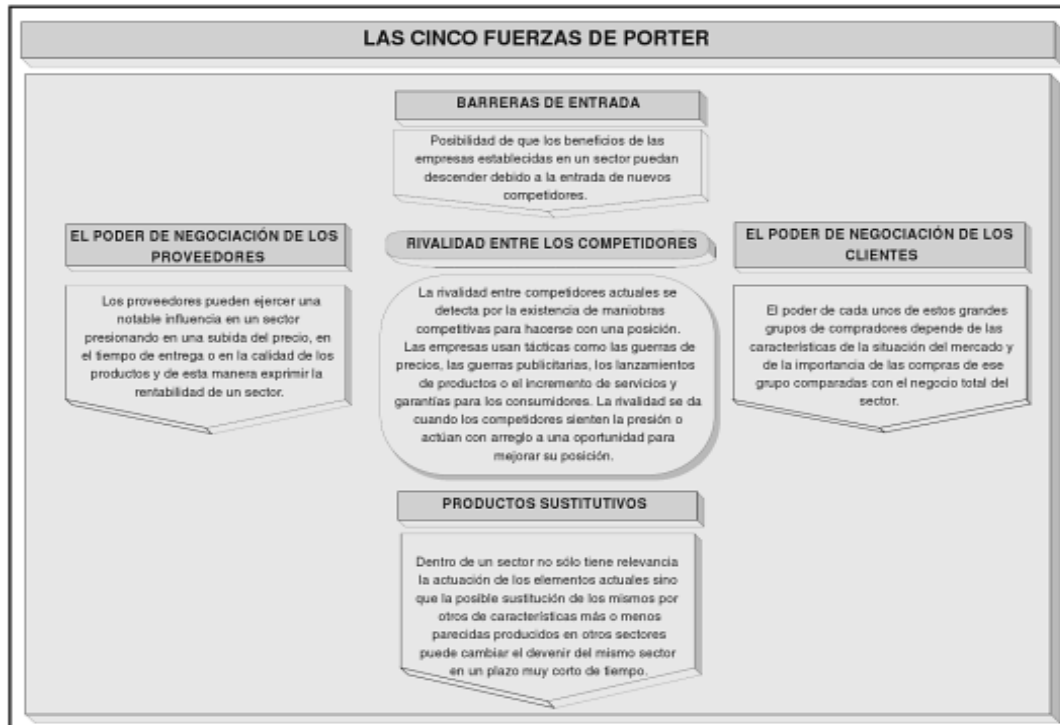 LAS CINCO FUERZAS DE PORTER
BARRERAS DE ENTRADA
Posibilidad de que los beneficios de las
empresas establecidas en un sector puedan
descender debido a la entrada de nuevos
competidores.
EL PODER DE NEGOCIACIÓN DE LOS
PROVEEDORES
Los proveedores pueden ejercer una
notable influencia en un sector
presionando en una subida del precio, en
el tiempo de entrega o en la calidad de los
productos y de esta manera exprimir la
rentabilidad de un sector.
RIVALIDAD ENTRE LOS COMPETIDORES
La rivalidad entre competidores actuales se
detecta por la existencia de maniobras
competitivas para hacerse con una posición.
Las empresas usan tácticas como las guerras de
precios, las guerras publicitarias, los lanzamientos
de productos o el incremento de servicios y
garantías para los consumidores. La rivalidad se da
cuando los competidores sienten la presión o
actúan con arreglo a una oportunidad para
mejorar su posición.
EL PODER DE NEGOCIACIÓN DE LOS
CLIENTES
El poder de cada unos de estos grandes
grupos de compradores depende de las
características de la situación del mercado y
de la importancia de las compras de ese
grupo comparadas con el negocio total del
sector.
PRODUCTOS SUSTITUTIVOS
Dentro de un sector no sólo tiene relevancia
la actuación de los elementos actuales sino
que la posible sustitución de los mismos por
otros de características más o menos
parecidas producidos en otros sectores
puede cambiar el devenir del mismo sector
en un plazo muy corto de tiempo.